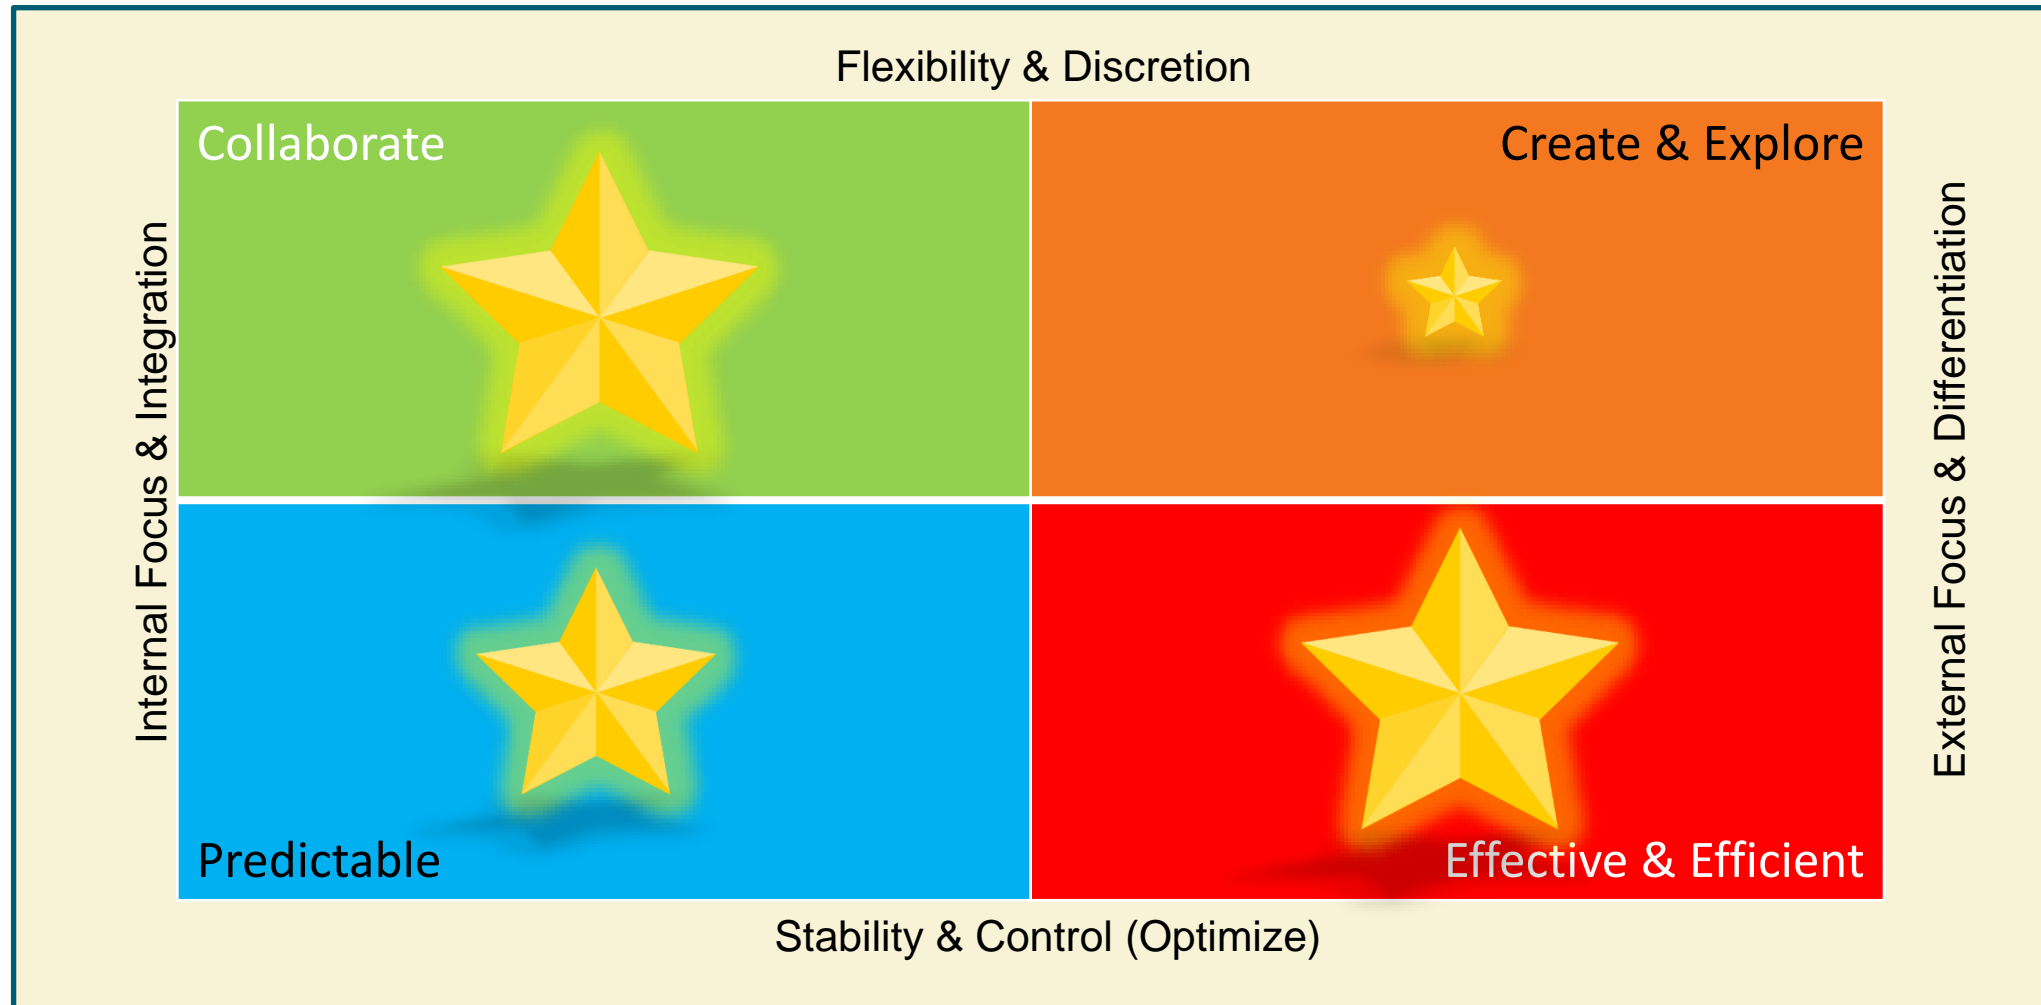 Flexibility & Discretion
Collaborate
Create & Explore
Internal Focus & Integration
External Focus & Differentiation
Predictable
Effective & Efficient
Stability & Control (Optimize)